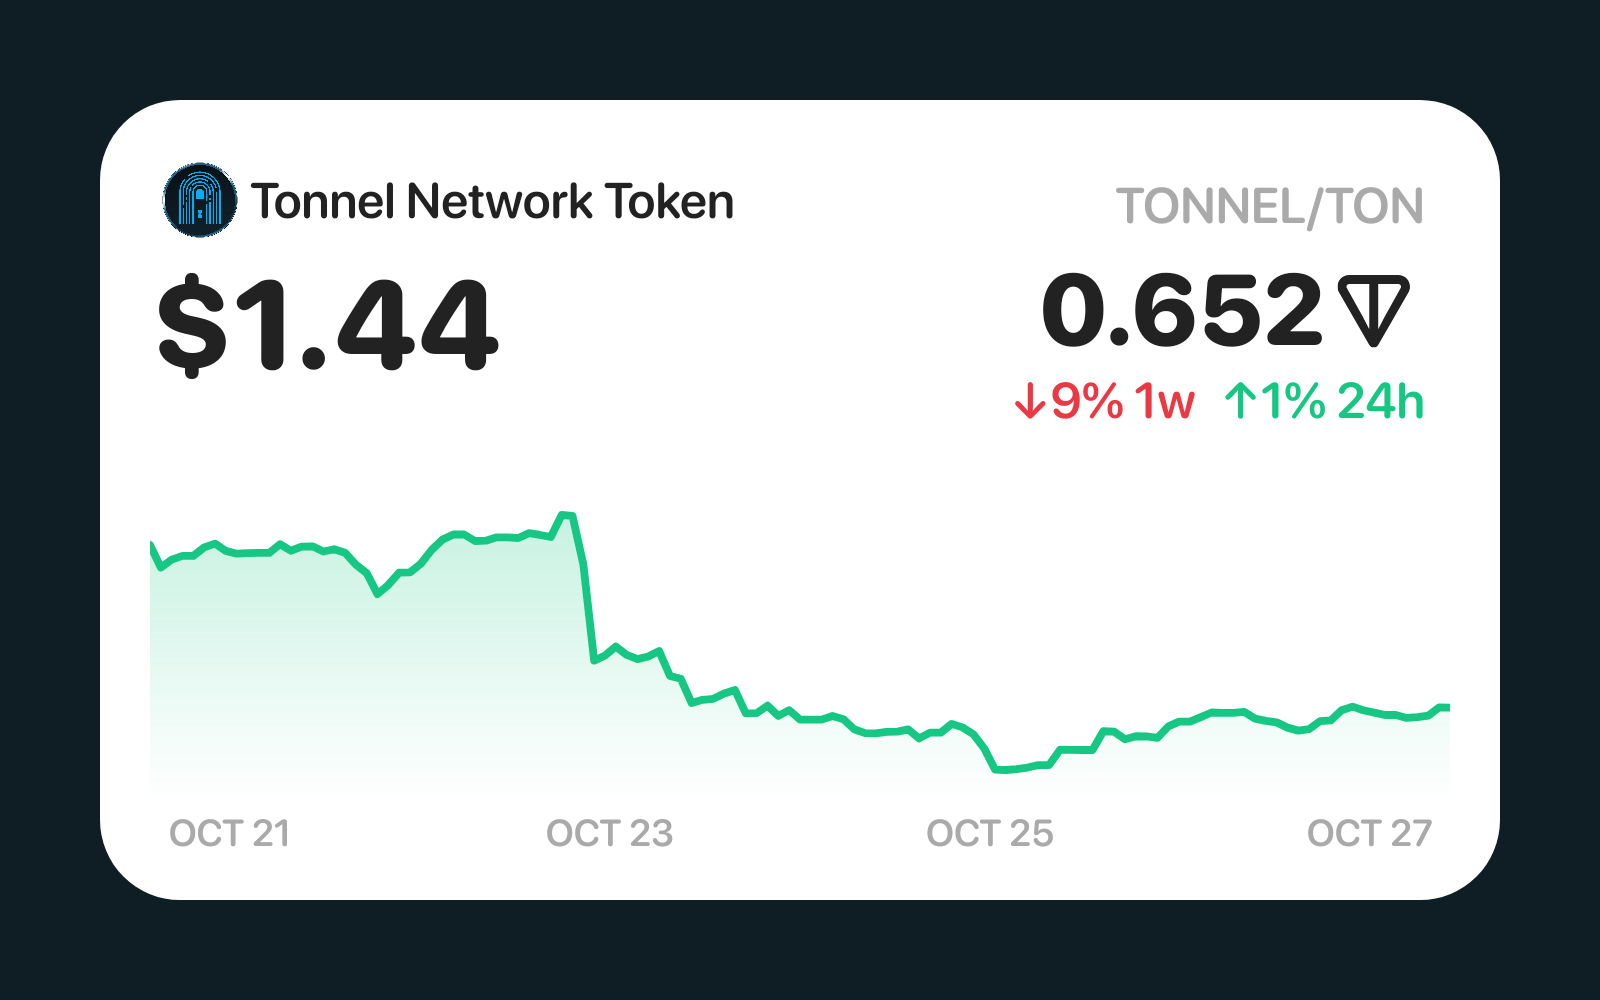 Tonnel Network Token
TONNEL/TON
$1.44
0.652
↓9% 1w ↑1% 24h
OCT 21 OCT 23 OCT 25 OCT 27